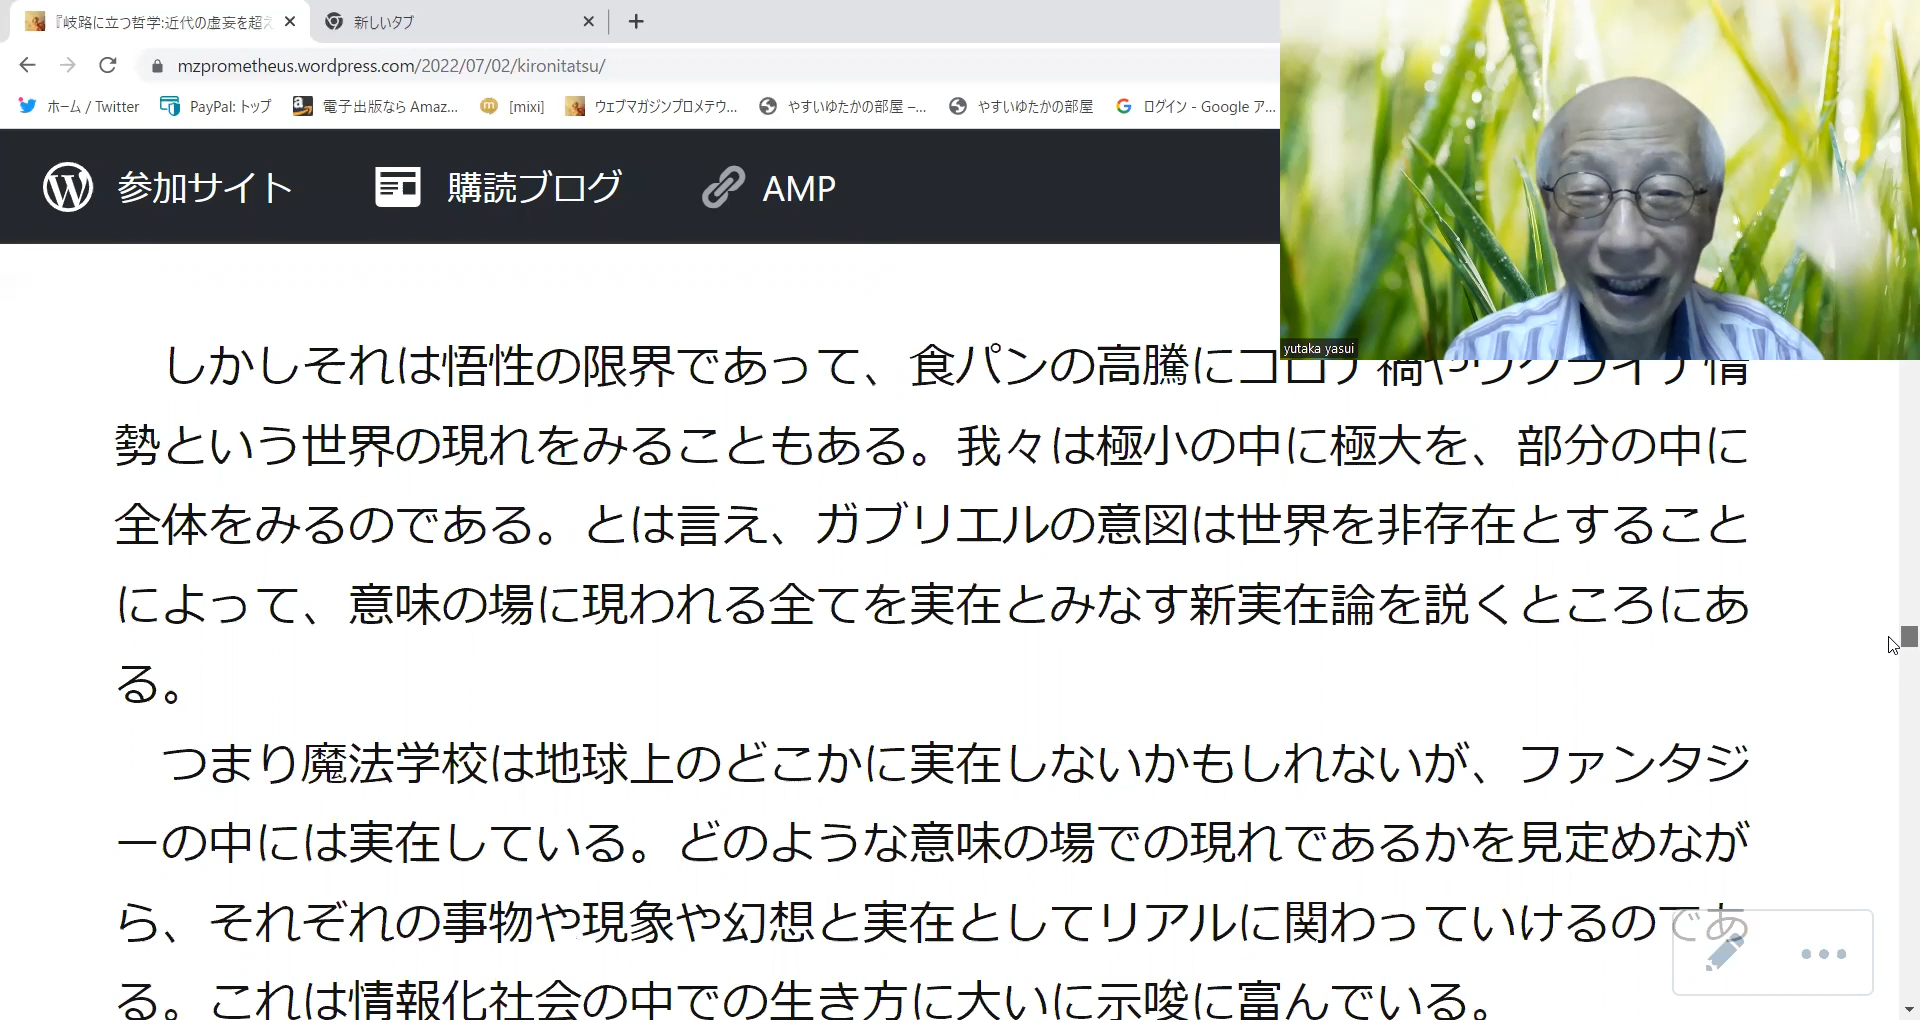 『岐路に立つ哲学:近代の虚妄を超え
新しいタブ
mzprometheus.wordpress.com/2022/07/02/kironitatsu/
ホーム / Twitter
PayPal: トップ
電子出版なら Amaz...
[mixi]
ウェブマガジンプロメテウ...
やすいゆたかの部屋 –...
やすいゆたかの部屋
ログイン - Google ア...
参加サイト
購読ブログ
AMP
yutaka yasui
しかしそれは悟性の限界であって、食パンの高騰にコロナ禍やウクライナ情
勢という世界の現れをみることもある。我々は極小の中に極大を、部分の中に
全体をみるのである。とは言え、ガブリエルの意図は世界を非存在とすること
によって、意味の場に現われる全てを実在とみなす新実在論を説くところにあ
る。
つまり魔法学校は地球上のどこかに実在しないかもしれないが、ファンタジ
ーの中には実在している。どのような意味の場での現れであるかを見定めなが
ら、それぞれの事物や現象や幻想と実在としてリアルに関わっていけるのであ
る。これは情報化社会の中での生き方に大いに示唆に富んでいる。